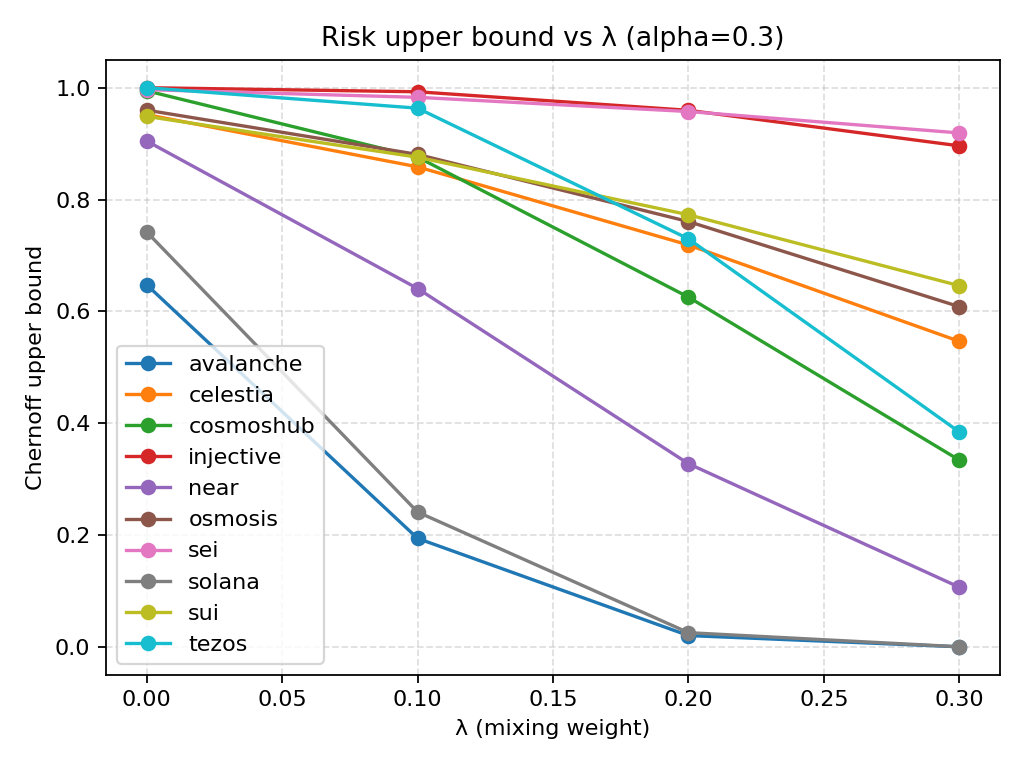 Risk upper bound vs λ (alpha=0.3)
Chernoff upper bound
1.0
0.8
0.6
0.4
0.2
0.0
avalanche
celestia
cosmoshub
injective
near
osmosis
sei
solana
sui
tezos
0.00 0.05 0.10 0.15 0.20 0.25 0.30
λ (mixing weight)